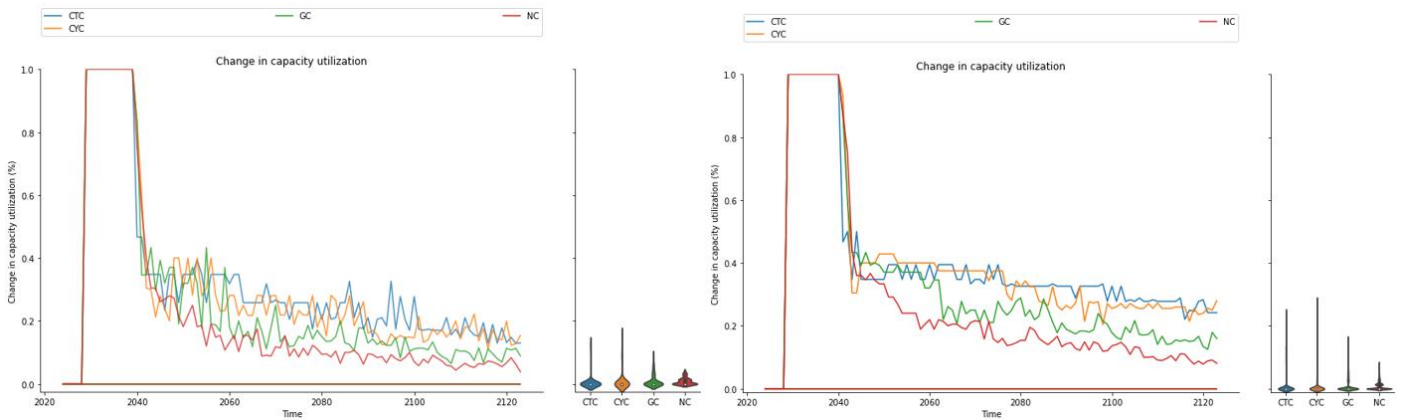 CTC GC NC
CYC
Change in capacity utilization
Change in capacity utilization (%)
1.0
0.8
0.6
0.4
0.2
0.0
2020 2040 2060 2080 2100 2120
Time
CTC CYC GC NC
CTC GC NC
CYC
Change in capacity utilization
Change in capacity utilization (%)
1.0
0.8
0.6
0.4
0.2
0.0
2020 2040 2060 2080 2100 2120
Time
CTC CYC GC NC